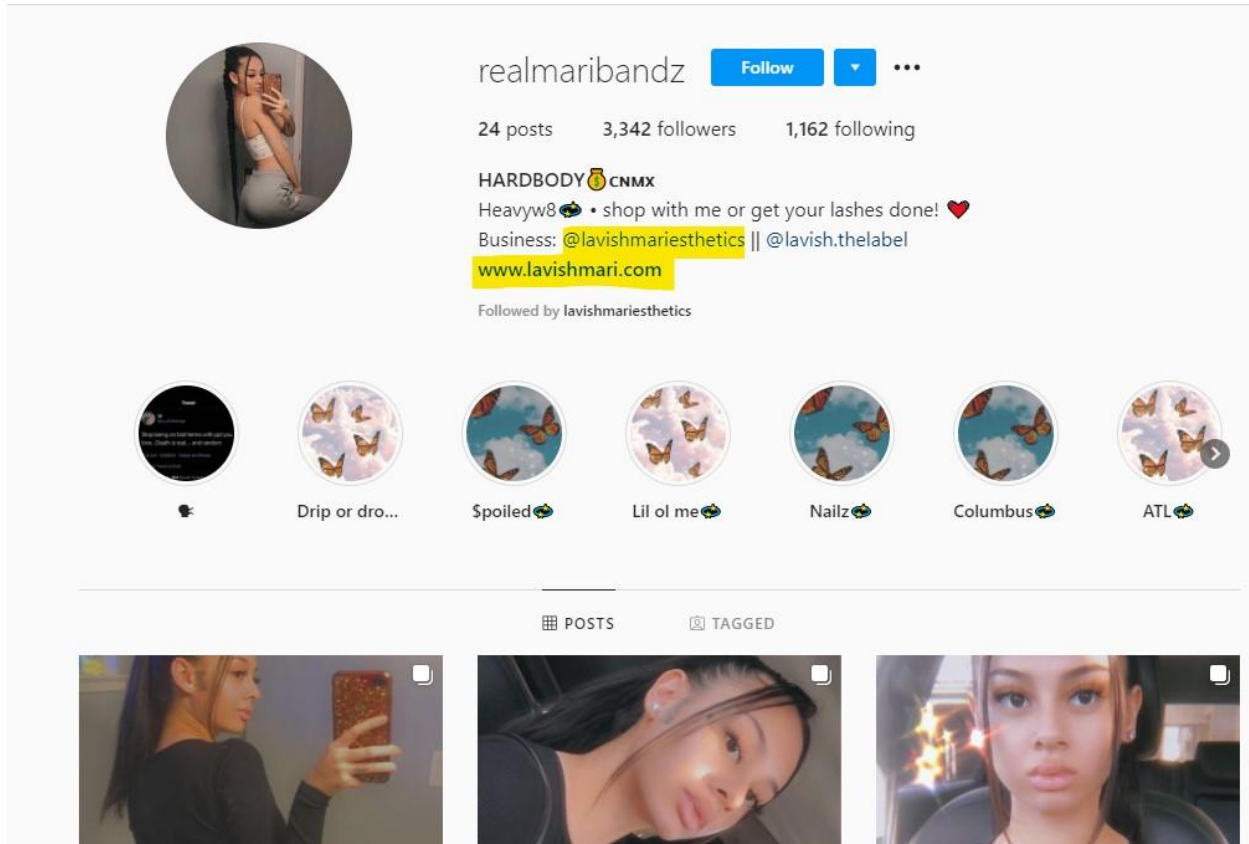 realmaribandz Follow •••
24 posts 3,342 followers 1,162 following
HARDBODY💰CNMX
Heavyw8💫 • shop with me or get your lashes done! ❤️
Business: @lavishmariesthetics || @lavish.thelabel
www.lavishmari.com
Followed by lavishmariesthetics
Drip or dro... $poiled💫 Lil ol me💫 Nailz💫 Columbus💫 ATL💫
POSTS TAGGED